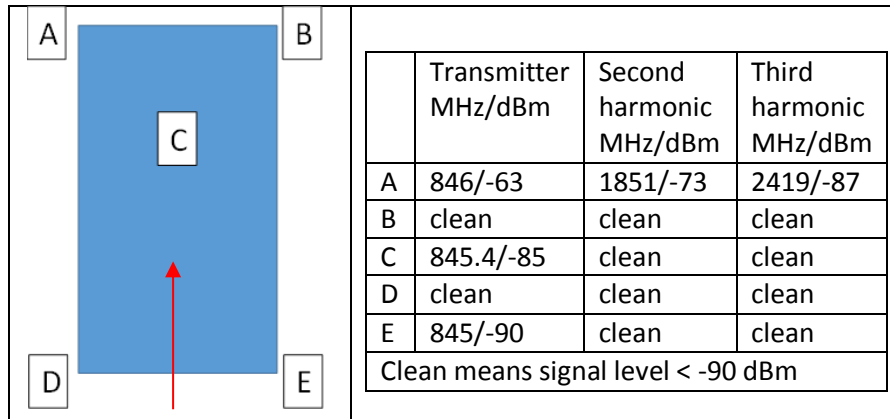 A
B
C
D
E
Transmitter MHz/dBm Second harmonic MHz/dBm Third harmonic MHz/dBm
A 846/-63 1851/-73 2419/-87
B clean clean clean
C 845.4/-85 clean clean
D clean clean clean
E 845/-90 clean clean
Clean means signal level < -90 dBm